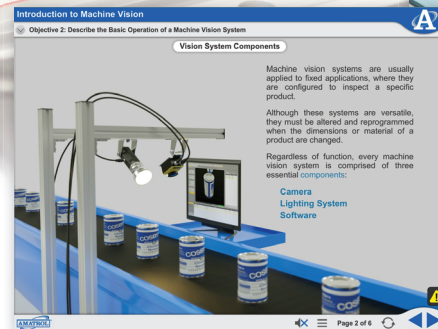 Introduction to Machine Vision
Objective 2: Describe the Basic Operation of a Machine Vision System
Vision System Components
Machine vision systems are usually
applied to fixed applications, where they
are configured to inspect a specific
product.
Although these systems are versatile,
they must be altered and reprogrammed
when the dimensions or material of a
product are changed.
Regardless of function, every machine
vision system is comprised of three
essential components:
Camera
Lighting System
Software
AMATROL
Page 2 of 6